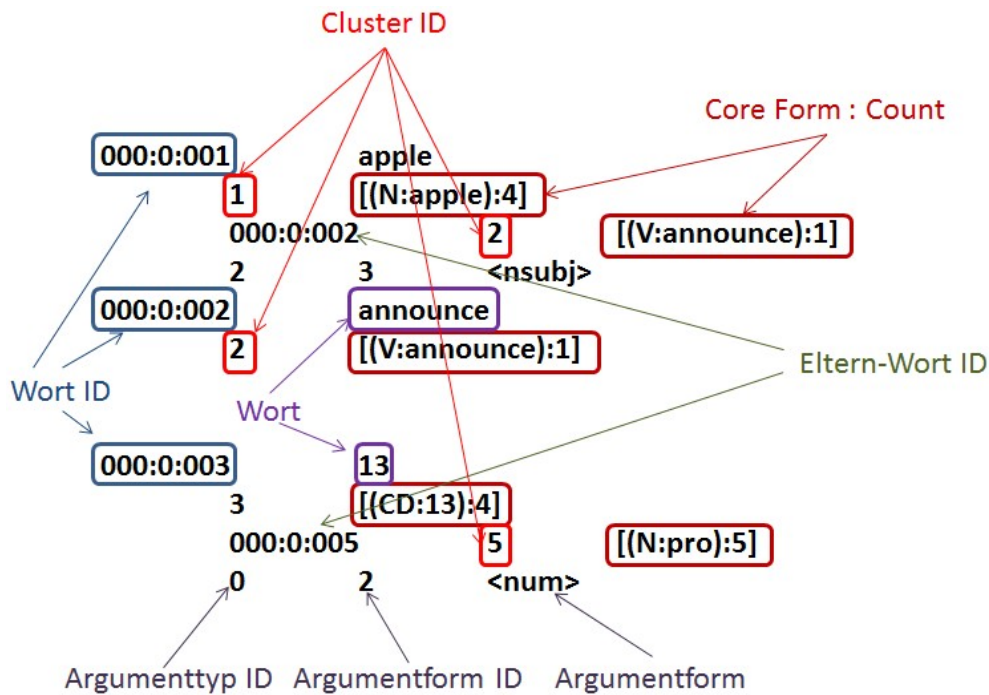 Cluster ID
Core Form : Count
000:0:001 apple
1 [(N:apple):4]
000:0:002 2 [(V:announce):1]
2 3 <nsubj>
000:0:002 announce
2 [(V:announce):1]
Eltern-Wort ID
Wort ID
Wort
000:0:003 13
3 [(CD:13):4]
000:0:005 5 [(N:pro):5]
0 2 <num>
Argumenttyp ID Argumentform ID Argumentform